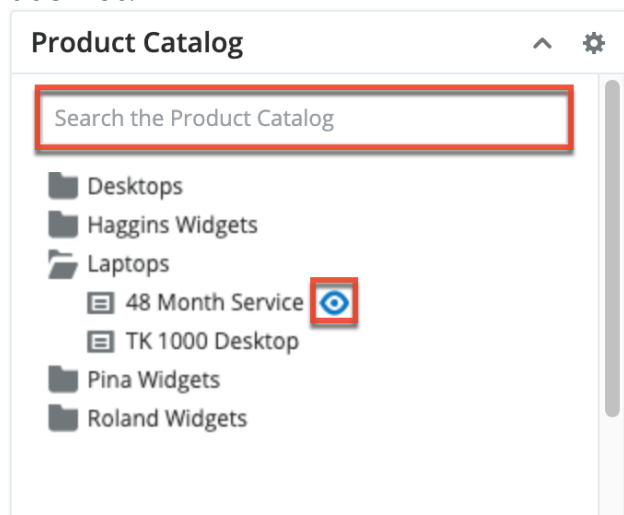 Product Catalog
Search the Product Catalog
Desktops
Haggins Widgets
Laptops
48 Month Service
TK 1000 Desktop
Pina Widgets
Roland Widgets